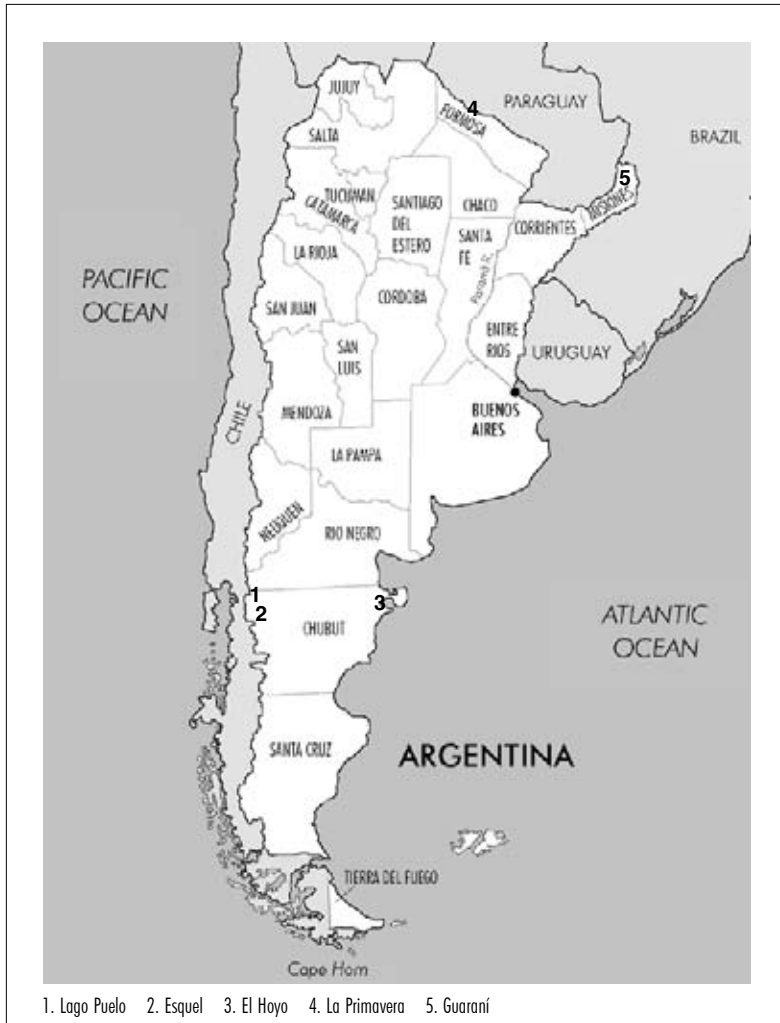 JUJUY
4
PARAGUAY
FORMOSA
SALTA
BRAZIL
5
TUCUMAN
CATAMARCA
SANTIAGO
DEL
ESTERO
CHACO
MISIONES
CORRIENTES
SANTA
FE
LA RIOJA
Paraná R.
PACIFIC
OCEAN
CORDOBA
SAN JUAN
ENTRE
RIOS
SAN
LUIS
URUGUAY
MENDOZA
CHILE
BUENOS
AIRES
LA PAMPA
NEUQUEN
RIO NEGRO
1
2
3
CHUBUT
ATLANTIC
OCEAN
SANTA CRUZ
ARGENTINA
TIERRA DEL FUEGO
Cape Horn
1. Lago Puelo 2. Esquel 3. El Hoyo 4. La Primavera 5. Guaraní